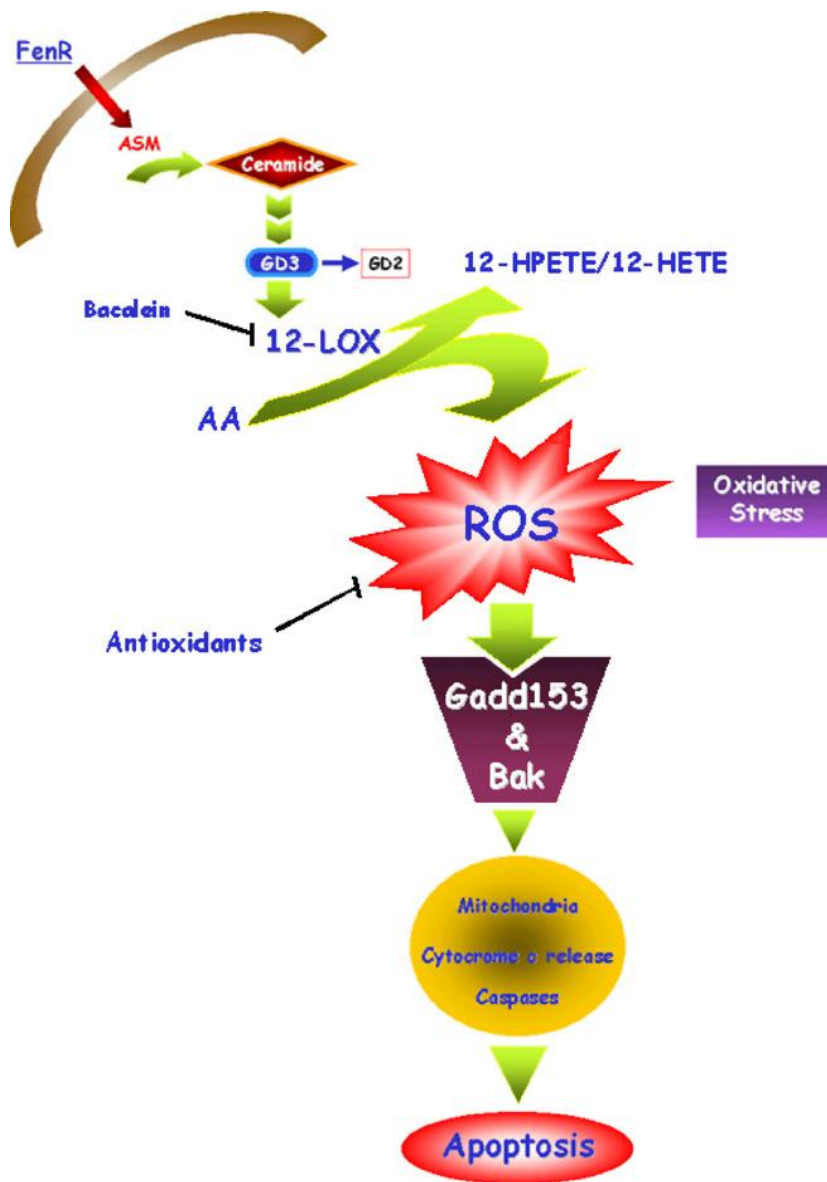 FenR
ASM
Ceramide
GD3
GD2
12-HPETE/12-HETE
Bacalein
12-LOX
AA
ROS
Oxidative
Stress
Antioxidants
Gadd153
&
Bak
Mitochondria
Cytocrome c release
Caspases
Apoptosis